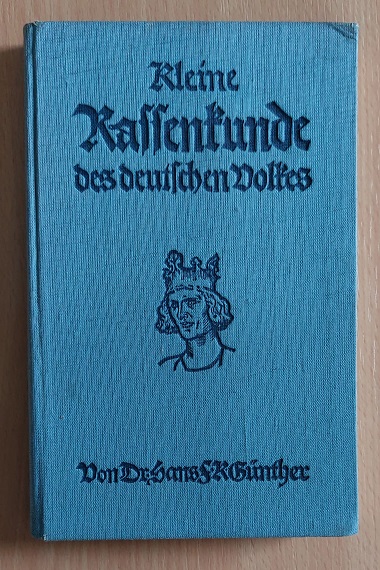 Kleine
Rassenkunde
des deutschen Volkes
Von Dr. Hans F.K. Günther